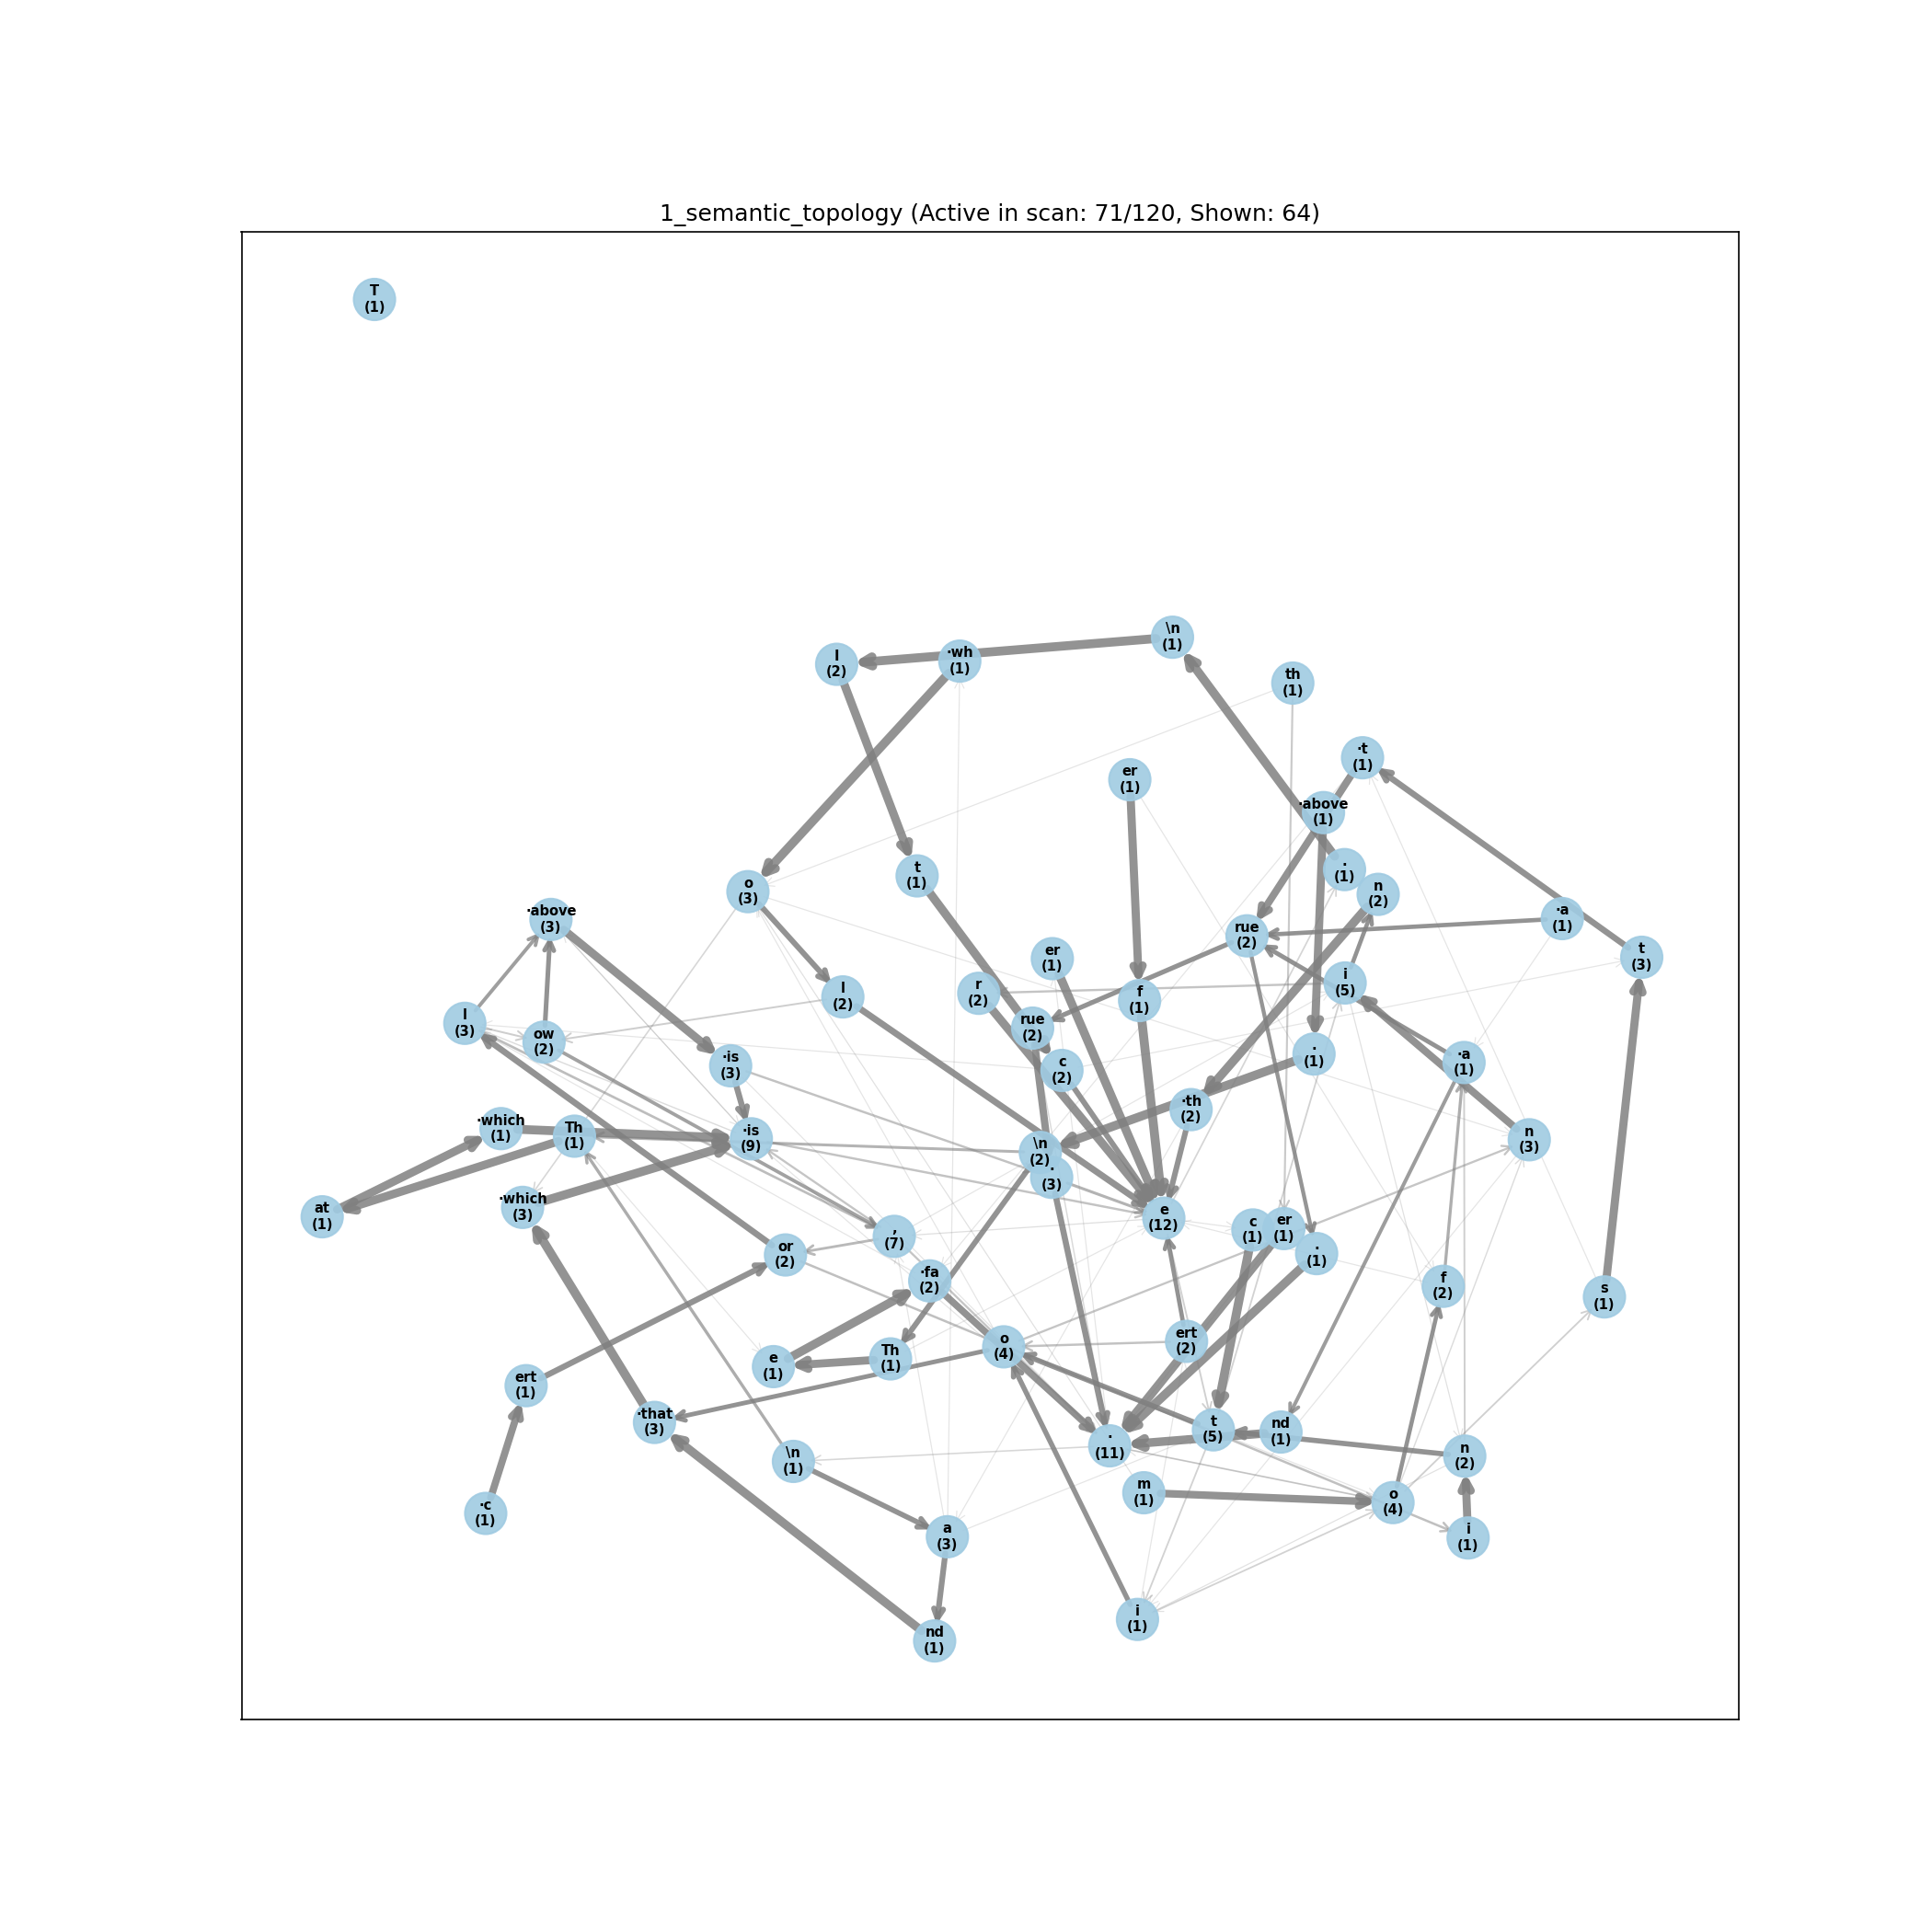 1_semantic_topology (Active in scan: 71/120, Shown: 64)
T
(1)
\n
(1)
l
(2)
·wh
(1)
th
(1)
·t
(1)
er
(1)
·above
(1)
.
(1)
t
(1)
o
(3)
n
(2)
·above
(3)
·a
(1)
rue
(2)
er
(1)
t
(3)
i
(5)
r
(2)
l
(2)
f
(1)
l
(3)
rue
(2)
ow
(2)
.
(1)
·is
(3)
c
(2)
·a
(1)
·th
(2)
·which
(1)
Th
(1)
·is
(9)
n
(3)
\n
(2)
.
(3)
·which
(3)
at
(1)
e
(12)
c
(1)
er
(1)
,
(7)
or
(2)
.
(1)
·fa
(2)
f
(2)
s
(1)
ert
(2)
o
(4)
Th
(1)
e
(1)
ert
(1)
·that
(3)
t
(5)
nd
(1)
.
(11)
n
(2)
\n
(1)
m
(1)
o
(4)
·c
(1)
a
(3)
i
(1)
i
(1)
nd
(1)